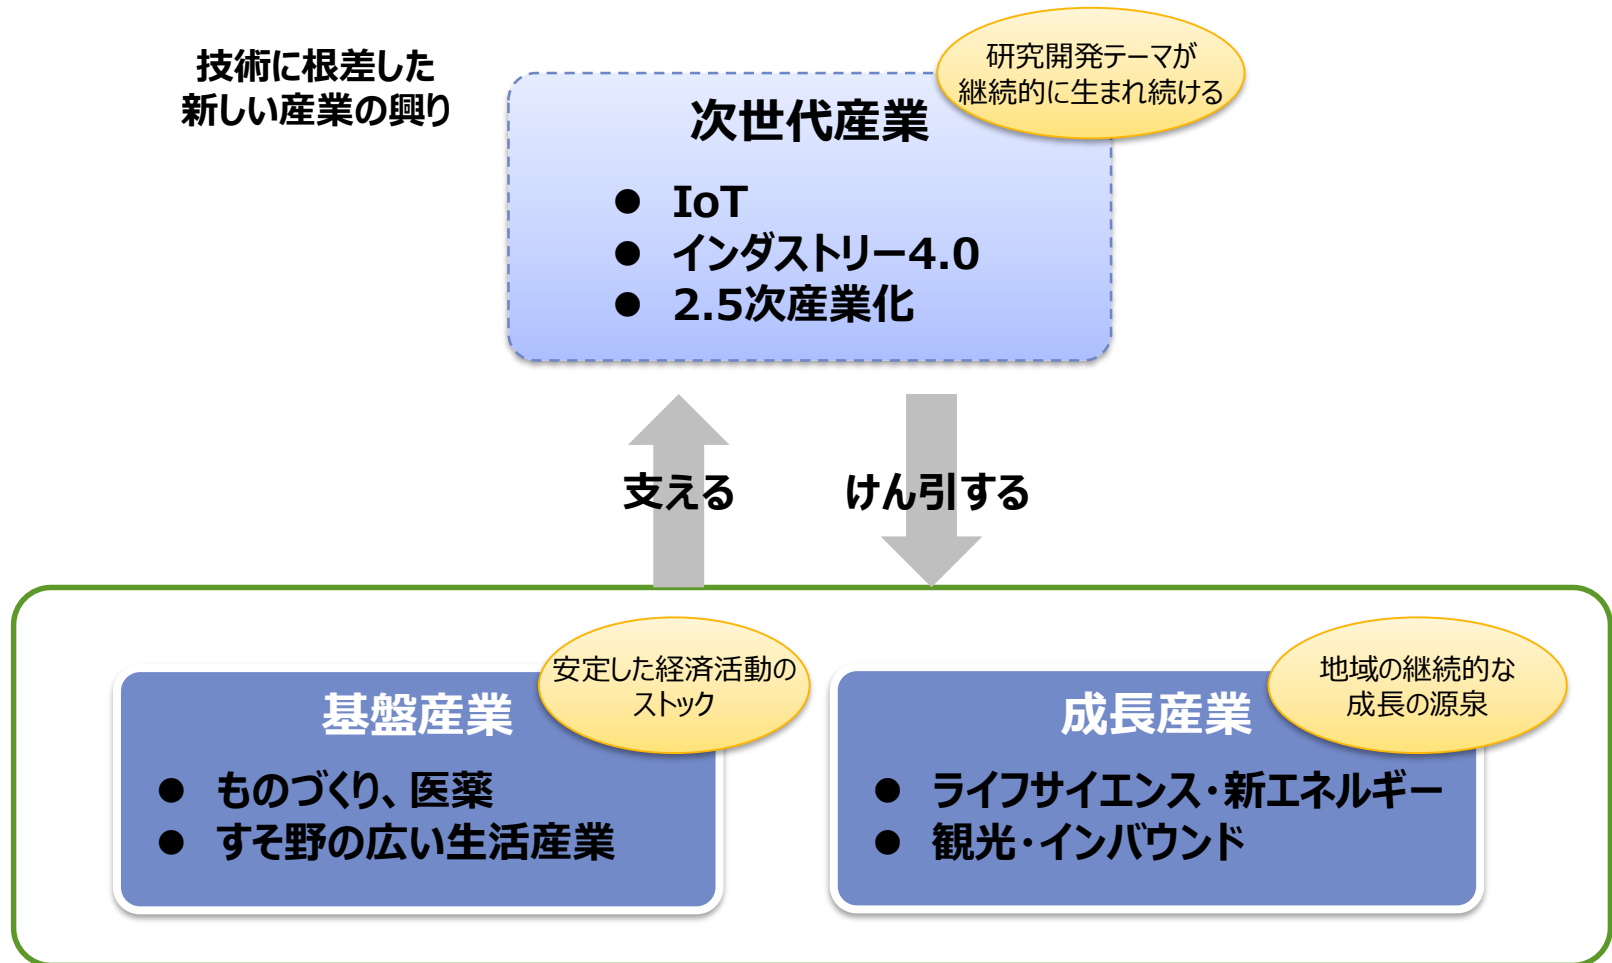 技術に根差した
新しい産業の興り
研究開発テーマが
継続的に生まれ続ける
次世代産業
● IoT
● インダストリー4.0
● 2.5次産業化
支える
けん引する
安定した経済活動の
ストック
基盤産業
● ものづくり、医薬
● すそ野の広い生活産業
地域の継続的な
成長の源泉
成長産業
● ライフサイエンス・新エネルギー
● 観光・インバウンド